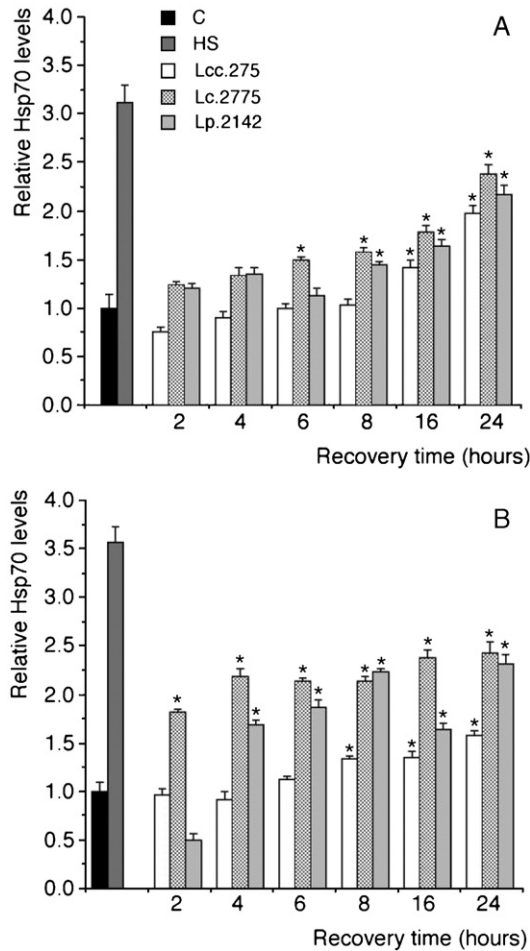 A
C
HS
Lcc.275
Lc.2775
Lp.2142
Relative Hsp70 levels
4.0
3.5
3.0
2.5
2.0
1.5
1.0
0.5
0.0
* * * * * * * * *
2 4 6 8 16 24
Recovery time (hours)
B
Relative Hsp70 levels
4.0
3.5
3.0
2.5
2.0
1.5
1.0
0.5
0.0
* * * * * * * * * * * * * *
2 4 6 8 16 24
Recovery time (hours)